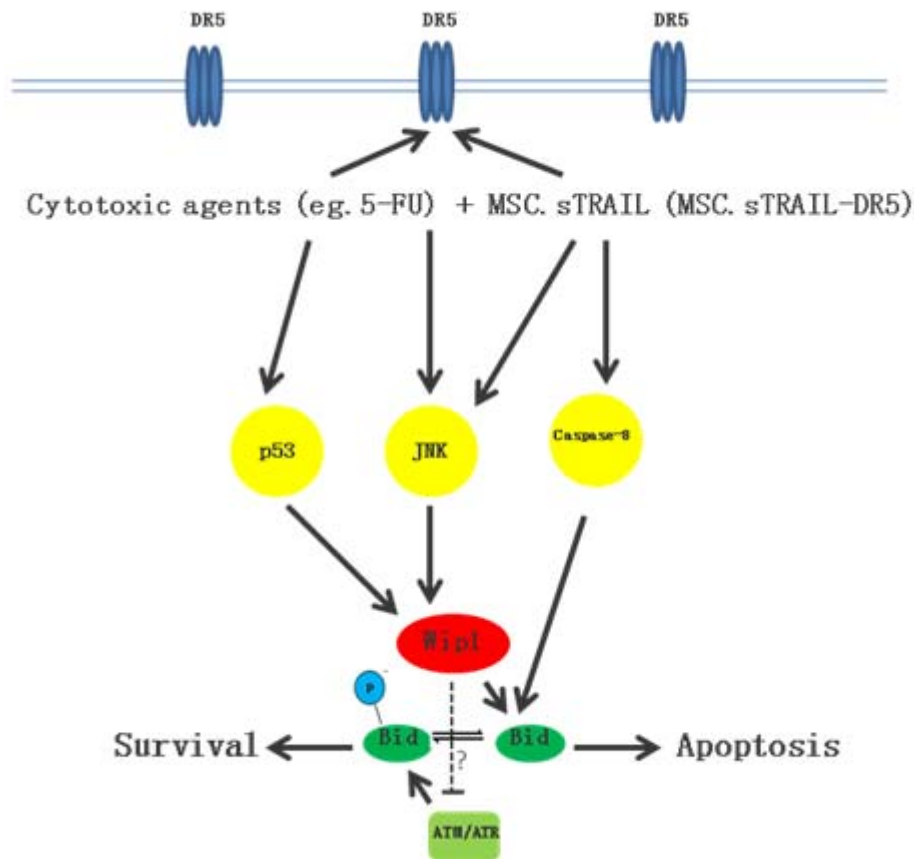 DR5 DR5 DR5
Cytotoxic agents (eg. 5-FU) + MSC. sTRAIL (MSC. sTRAIL-DR5)
p53 JNK Caspase-8
Wip1
P
Survival Bid Bid Apoptosis
?
ATM/ATR